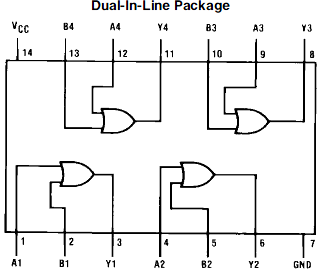 Dual-In-Line Package
VCC B4 A4 Y4 B3 A3 Y3
14 13 12 11 10 9 8
1 2 3 4 5 6 7
A1 B1 Y1 A2 B2 Y2 GND